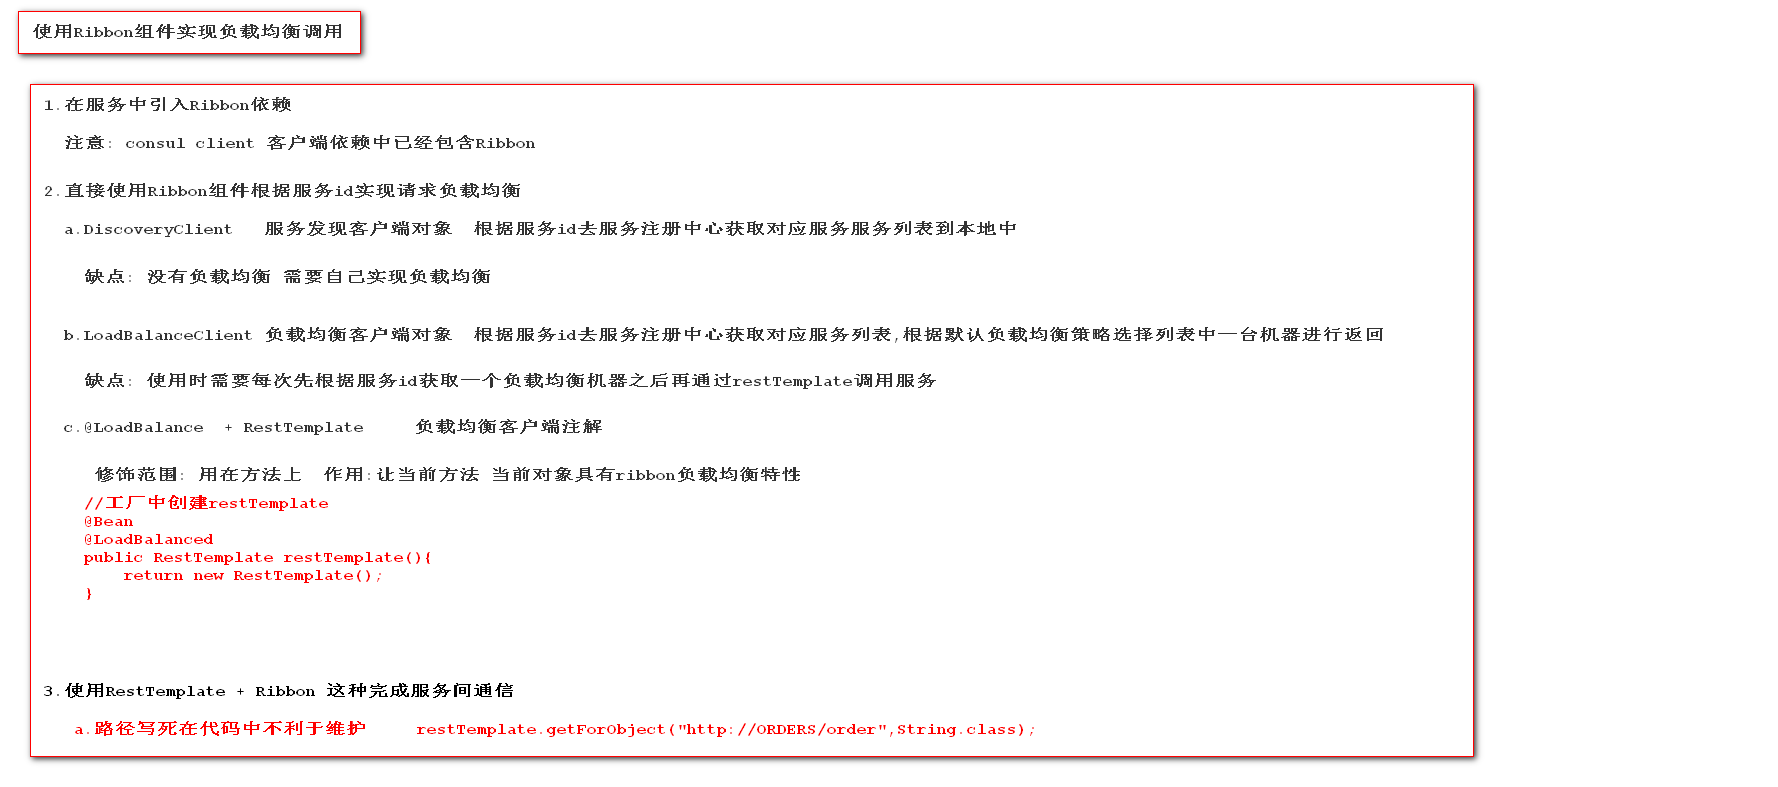 使用Ribbon组件实现负载均衡调用
1.在服务中引入Ribbon依赖
注意: consul client 客户端依赖中已经包含Ribbon
2.直接使用Ribbon组件根据服务id实现请求负载均衡
a.DiscoveryClient 服务发现客户端对象 根据服务id去服务注册中心获取对应服务服务列表到本地中
缺点: 没有负载均衡 需要自己实现负载均衡
b.LoadBalanceClient 负载均衡客户端对象 根据服务id去服务注册中心获取对应服务列表,根据默认负载均衡策略选择列表中一台机器进行返回
缺点: 使用时需要每次先根据服务id获取一个负载均衡机器之后再通过restTemplate调用服务
c.@LoadBalance + RestTemplate 负载均衡客户端注解
修饰范围: 用在方法上 作用:让当前方法 当前对象具有ribbon负载均衡特性
//工厂中创建restTemplate
@Bean
@LoadBalanced
public RestTemplate restTemplate(){
return new RestTemplate();
}
3.使用RestTemplate + Ribbon 这种完成服务间通信
a.路径写死在代码中不利于维护 restTemplate.getForObject("http://ORDERS/order",String.class);